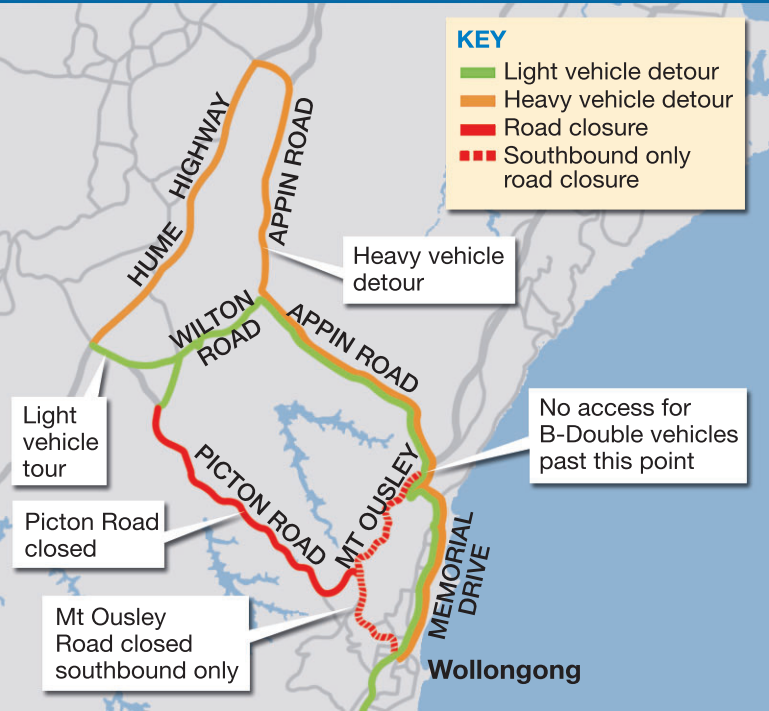 KEY
Light vehicle detour
Heavy vehicle detour
Road closure
Southbound only
road closure
HUME HIGHWAY
APPIN ROAD
Heavy vehicle
detour
WILTON
ROAD
APPIN ROAD
Light
vehicle
tour
No access for
B-Double vehicles
past this point
PICTON ROAD
MT OUSLEY
Picton Road
closed
MEMORIAL
DRIVE
Mt Ousley
Road closed
southbound only
Wollongong